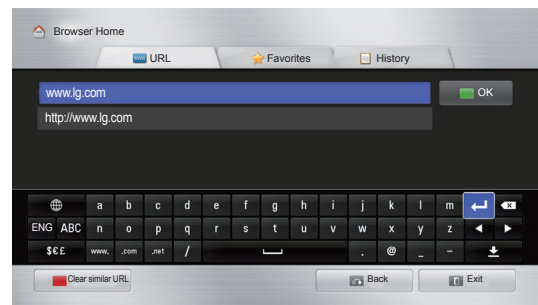 Browser Home
URL Favorites History
www.lg.com OK
http://www.lg.com
a b c d e f g h i j k l m
ENG ABC n o p q r s t u v w x y z
$€£ www. .com .net / . @ _ -
Clear similar URL Back Exit